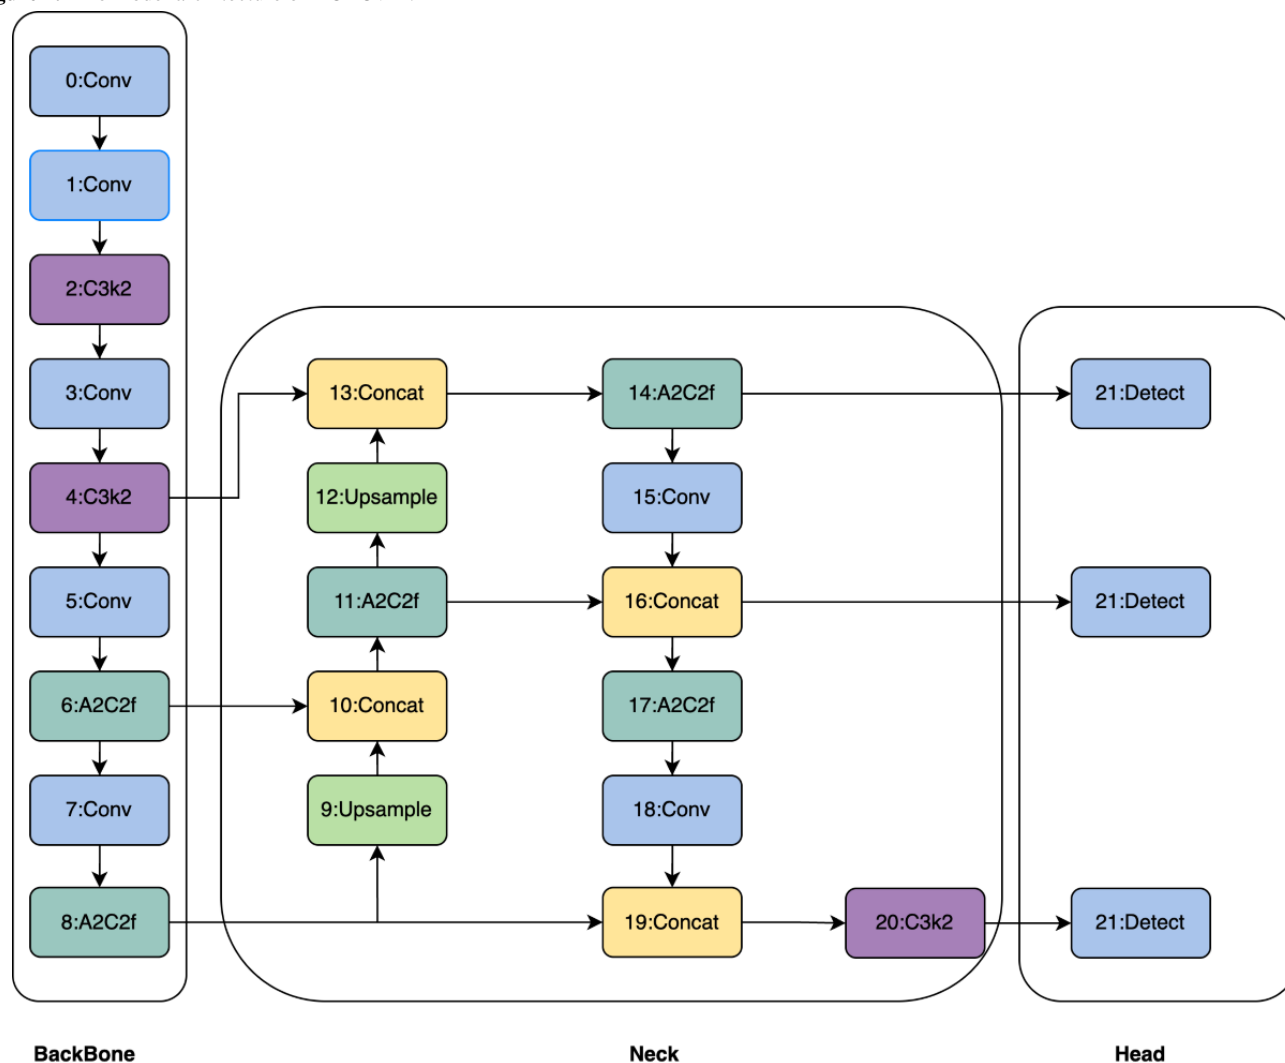 0:Conv
1:Conv
2:C3k2
3:Conv
4:C3k2
5:Conv
6:A2C2f
7:Conv
8:A2C2f
BackBone
13:Concat
12:Upsample
11:A2C2f
10:Concat
9:Upsample
14:A2C2f
15:Conv
16:Concat
17:A2C2f
18:Conv
19:Concat
20:C3k2
Neck
21:Detect
21:Detect
21:Detect
Head